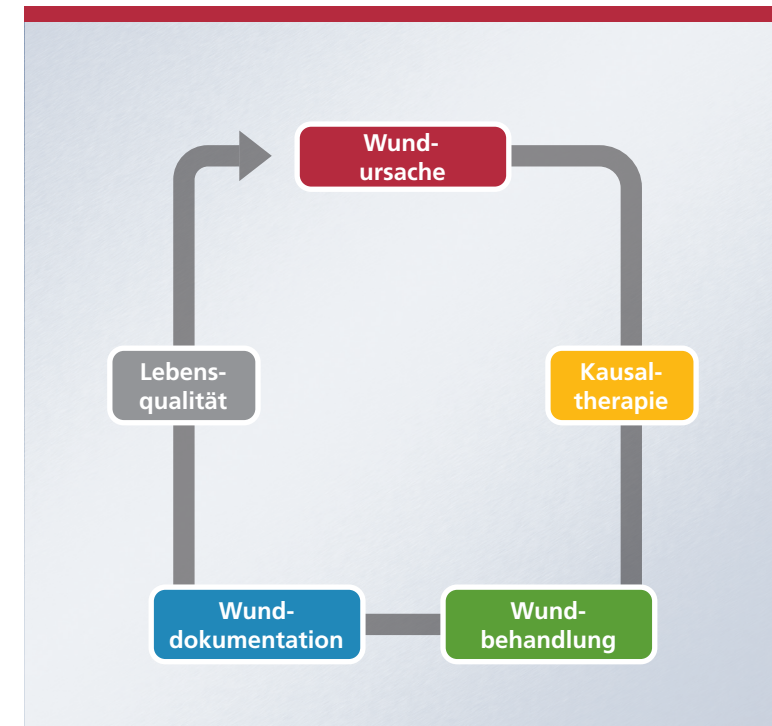 Wund-
ursache
Lebens-
qualität
Kausal-
therapie
Wund-
dokumentation
Wund-
behandlung